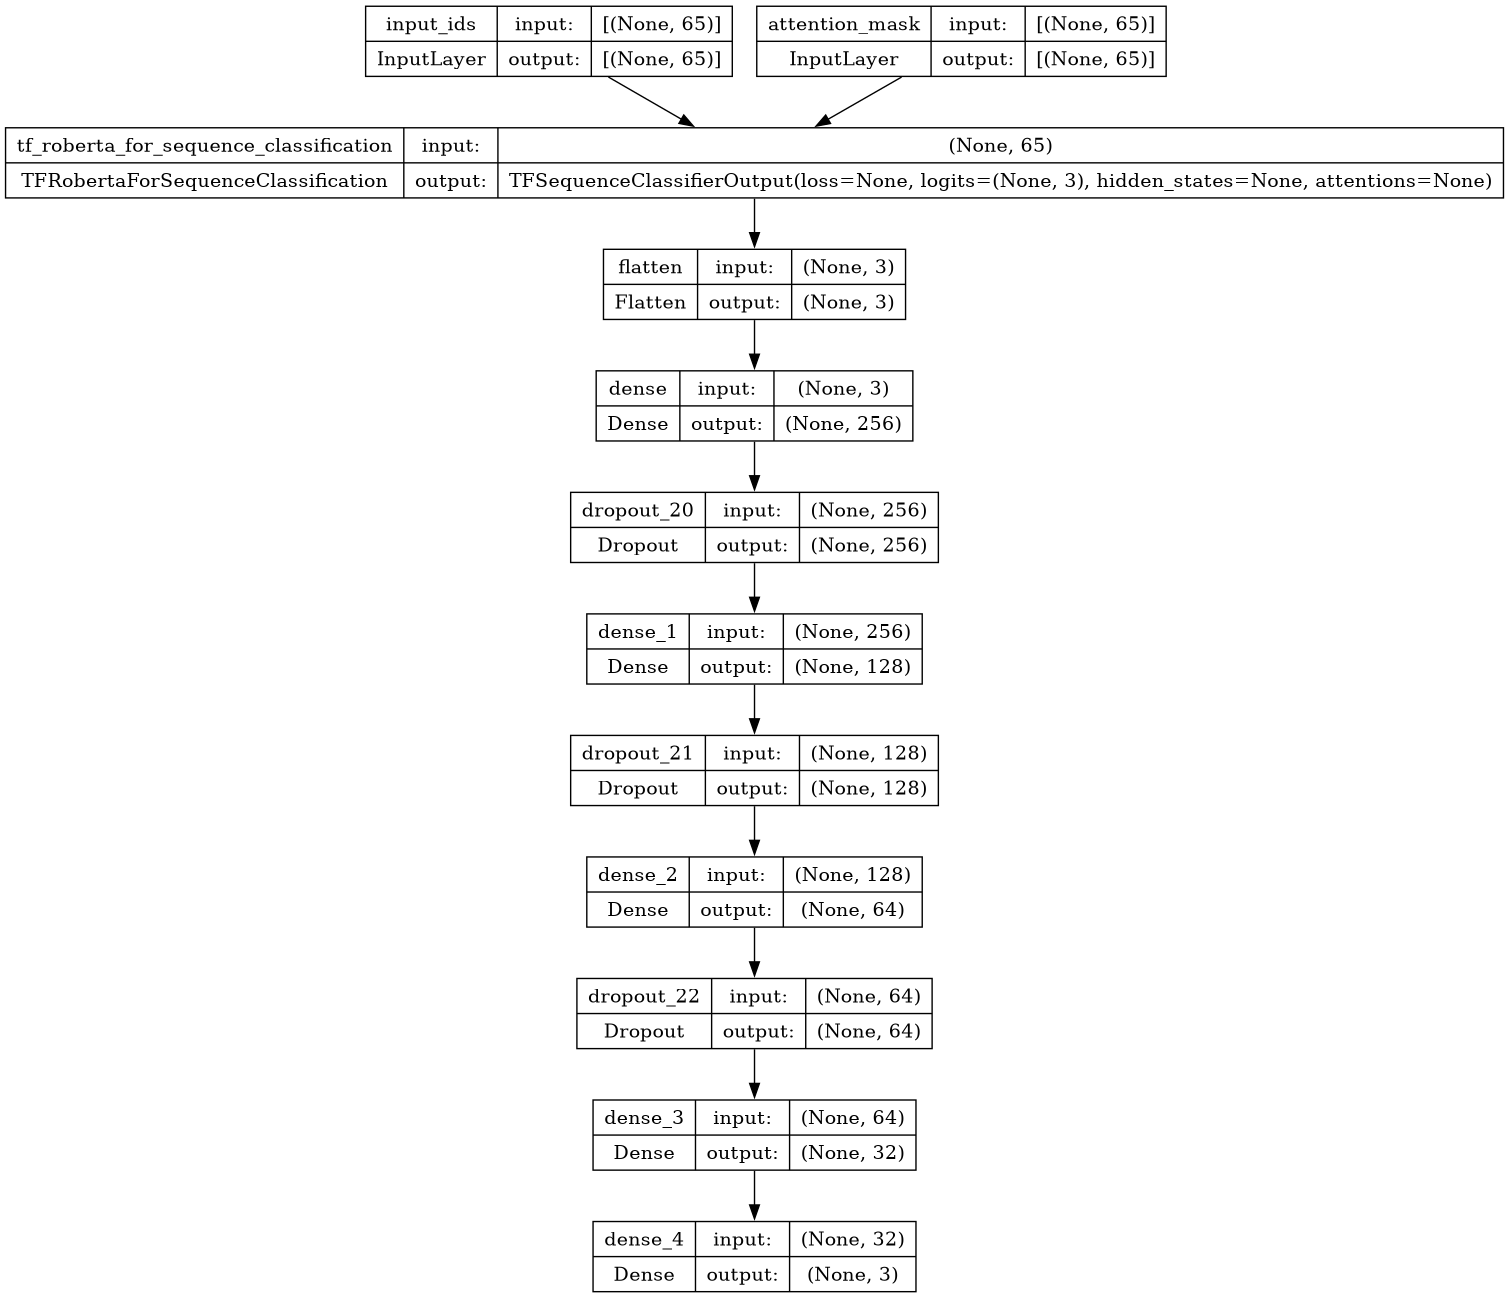 input_ids input: [(None, 65)]
InputLayer output: [(None, 65)]
attention_mask input: [(None, 65)]
InputLayer output: [(None, 65)]
tf_roberta_for_sequence_classification input: (None, 65)
TFRobertaForSequenceClassification output: TFSequenceClassifierOutput(loss=None, logits=(None, 3), hidden_states=None, attentions=None)
flatten input: (None, 3)
Flatten output: (None, 3)
dense input: (None, 3)
Dense output: (None, 256)
dropout_20 input: (None, 256)
Dropout output: (None, 256)
dense_1 input: (None, 256)
Dense output: (None, 128)
dropout_21 input: (None, 128)
Dropout output: (None, 128)
dense_2 input: (None, 128)
Dense output: (None, 64)
dropout_22 input: (None, 64)
Dropout output: (None, 64)
dense_3 input: (None, 64)
Dense output: (None, 32)
dense_4 input: (None, 32)
Dense output: (None, 3)